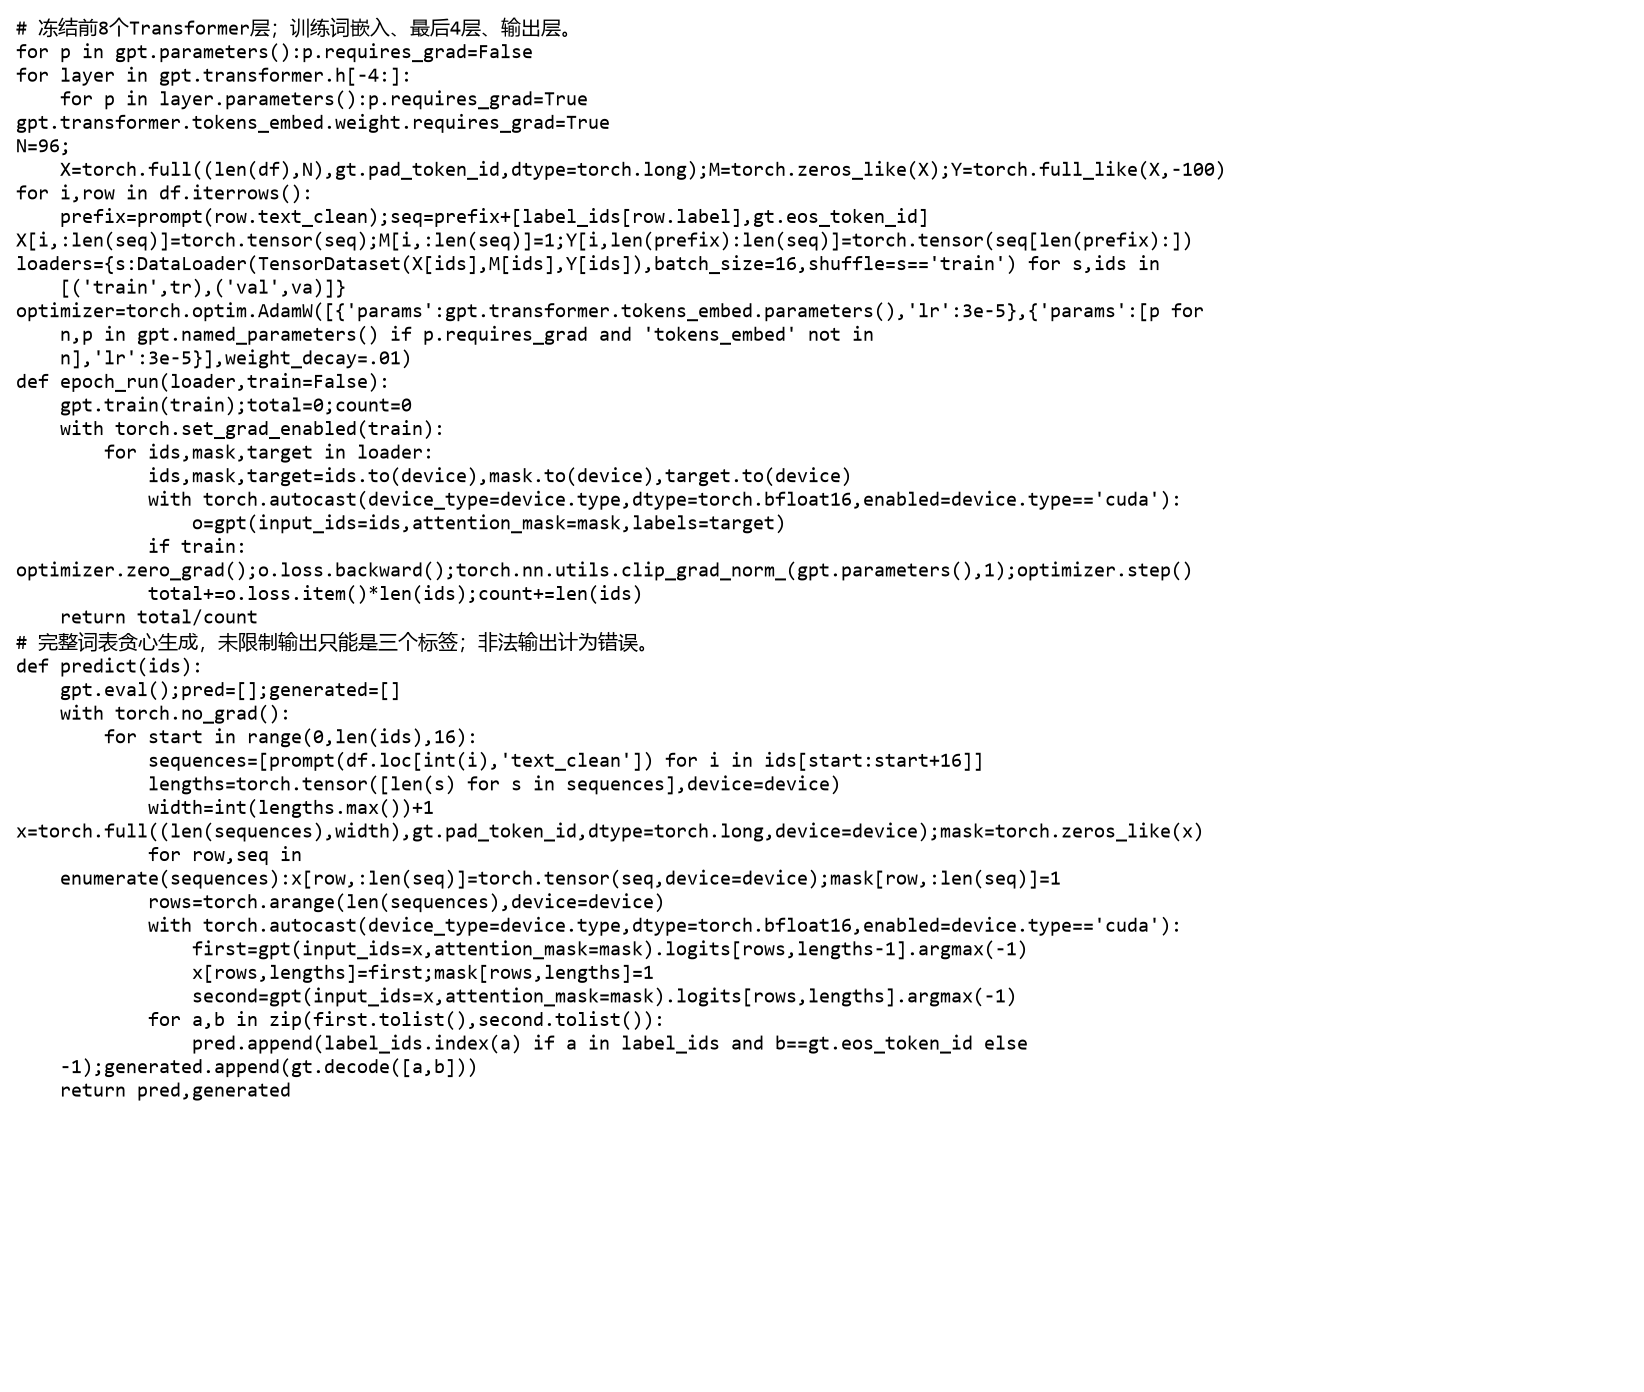 # 冻结前8个Transformer层；训练词嵌入、最后4层、输出层。
for p in gpt.parameters():p.requires_grad=False
for layer in gpt.transformer.h[-4:]:
    for p in layer.parameters():p.requires_grad=True
gpt.transformer.tokens_embed.weight.requires_grad=True
N=96;
    X=torch.full((len(df),N),gt.pad_token_id,dtype=torch.long);M=torch.zeros_like(X);Y=torch.full_like(X,-100)
for i,row in df.iterrows():
    prefix=prompt(row.text_clean);seq=prefix+[label_ids[row.label],gt.eos_token_id]
X[i,:len(seq)]=torch.tensor(seq);M[i,:len(seq)]=1;Y[i,len(prefix):len(seq)]=torch.tensor(seq[len(prefix):])
loaders={s:DataLoader(TensorDataset(X[ids],M[ids],Y[ids]),batch_size=16,shuffle=s=='train') for s,ids in
    [('train',tr),('val',va)]}
optimizer=torch.optim.AdamW([{'params':gpt.transformer.tokens_embed.parameters(),'lr':3e-5},{'params':[p for
    n,p in gpt.named_parameters() if p.requires_grad and 'tokens_embed' not in
    n],'lr':3e-5}],weight_decay=.01)
def epoch_run(loader,train=False):
    gpt.train(train);total=0;count=0
    with torch.set_grad_enabled(train):
        for ids,mask,target in loader:
            ids,mask,target=ids.to(device),mask.to(device),target.to(device)
            with torch.autocast(device_type=device.type,dtype=torch.bfloat16,enabled=device.type=='cuda'):
                o=gpt(input_ids=ids,attention_mask=mask,labels=target)
            if train:
optimizer.zero_grad();o.loss.backward();torch.nn.utils.clip_grad_norm_(gpt.parameters(),1);optimizer.step()
            total+=o.loss.item()*len(ids);count+=len(ids)
    return total/count
# 完整词表贪心生成，未限制输出只能是三个标签；非法输出计为错误。
def predict(ids):
    gpt.eval();pred=[];generated=[]
    with torch.no_grad():
        for start in range(0,len(ids),16):
            sequences=[prompt(df.loc[int(i),'text_clean']) for i in ids[start:start+16]]
            lengths=torch.tensor([len(s) for s in sequences],device=device)
            width=int(lengths.max())+1
x=torch.full((len(sequences),width),gt.pad_token_id,dtype=torch.long,device=device);mask=torch.zeros_like(x)
            for row,seq in
    enumerate(sequences):x[row,:len(seq)]=torch.tensor(seq,device=device);mask[row,:len(seq)]=1
            rows=torch.arange(len(sequences),device=device)
            with torch.autocast(device_type=device.type,dtype=torch.bfloat16,enabled=device.type=='cuda'):
                first=gpt(input_ids=x,attention_mask=mask).logits[rows,lengths-1].argmax(-1)
                x[rows,lengths]=first;mask[rows,lengths]=1
                second=gpt(input_ids=x,attention_mask=mask).logits[rows,lengths].argmax(-1)
            for a,b in zip(first.tolist(),second.tolist()):
                pred.append(label_ids.index(a) if a in label_ids and b==gt.eos_token_id else
    -1);generated.append(gt.decode([a,b]))
    return pred,generated